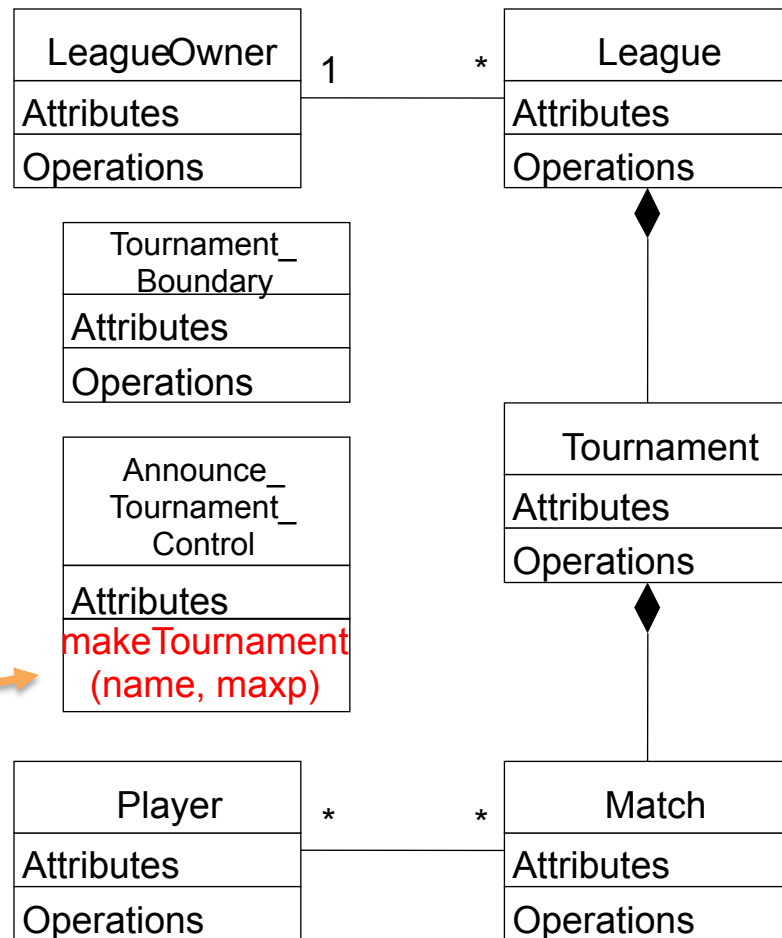 LeagueOwner
Attributes
Operations
1
*
League
Attributes
Operations
Tournament_
Boundary
Attributes
Operations
Announce_
Tournament_
Control
Attributes
makeTournament
(name, maxp)
Tournament
Attributes
Operations
Player
Attributes
Operations
*
*
Match
Attributes
Operations